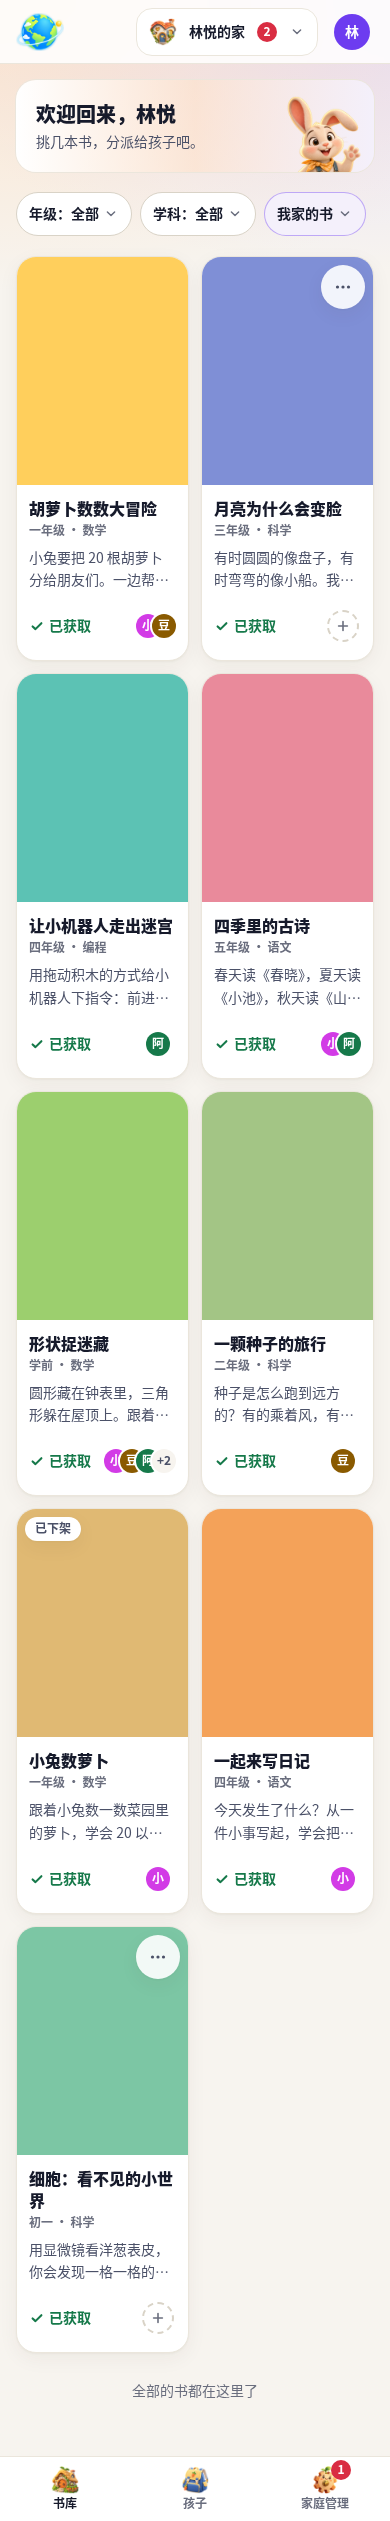 林悦的家 2 林
欢迎回来，林悦
挑几本书，分派给孩子吧。
年级：全部 学科：全部 我家的书
胡萝卜数数大冒险
一年级 · 数学
小兔要把 20 根胡萝卜
分给朋友们。一边帮…
已获取 小 豆
月亮为什么会变脸
三年级 · 科学
有时圆圆的像盘子，有
时弯弯的像小船。我…
已获取
让小机器人走出迷宫
四年级 · 编程
用拖动积木的方式给小
机器人下指令：前进…
已获取 阿
四季里的古诗
五年级 · 语文
春天读《春晓》，夏天读
《小池》，秋天读《山…
已获取 小 阿
形状捉迷藏
学前 · 数学
圆形藏在钟表里，三角
形躲在屋顶上。跟着…
已获取 小 豆 阿 +2
一颗种子的旅行
二年级 · 科学
种子是怎么跑到远方
的？有的乘着风，有…
已获取 豆
已下架
小兔数萝卜
一年级 · 数学
跟着小兔数一数菜园里
的萝卜，学会 20 以…
已获取 小
一起来写日记
四年级 · 语文
今天发生了什么？从一
件小事写起，学会把…
已获取 小
细胞：看不见的小世
界
初一 · 科学
用显微镜看洋葱表皮，
你会发现一格一格的…
已获取
全部的书都在这里了
书库 孩子 1 家庭管理